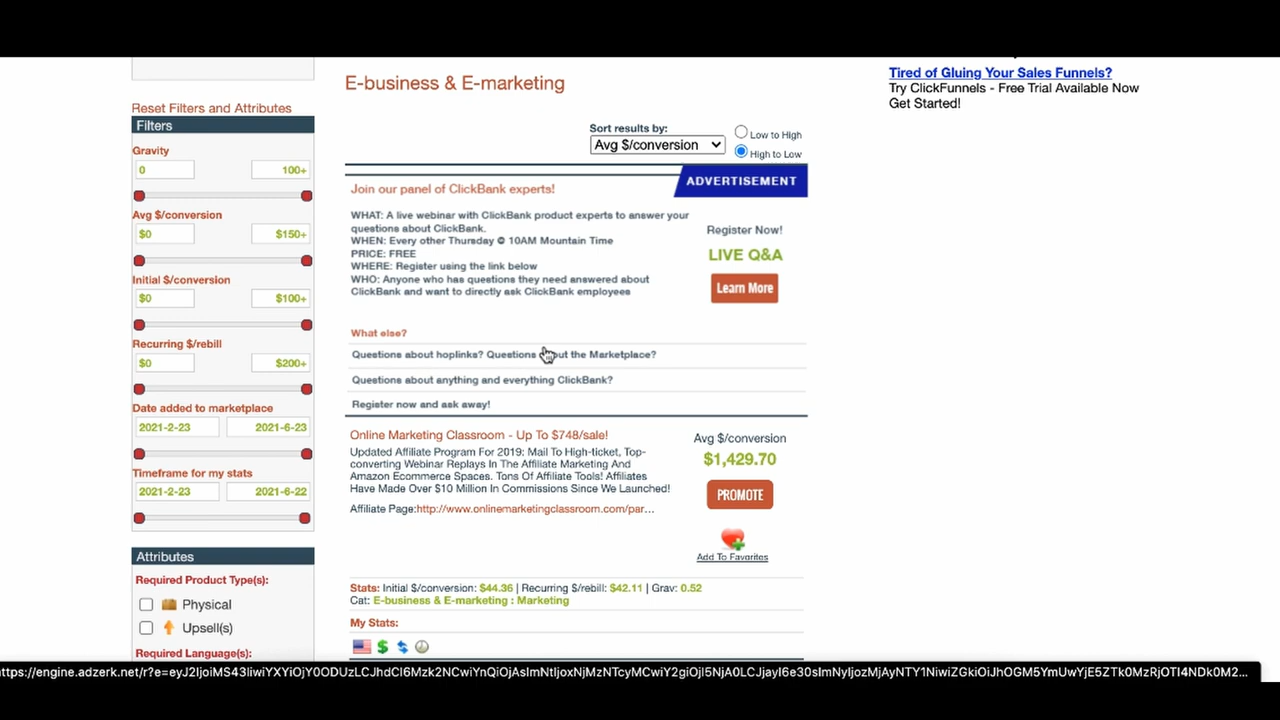 Reset Filters and Attributes
Filters
Gravity
0
100+
Avg $/conversion
$0
$150+
Initial $/conversion
$0
$100+
Recurring $/rebill
$0
$200+
Date added to marketplace
2021-2-23
2021-6-23
Timeframe for my stats
2021-2-23
2021-6-22
Attributes
Required Product Type(s):
Physical
Upsell(s)
Required Language(s):
E-business & E-marketing
Sort results by:
Avg $/conversion
Low to High
High to Low
ADVERTISEMENT
Join our panel of ClickBank experts!
WHAT: A live webinar with ClickBank product experts to answer your
questions about ClickBank.
WHEN: Every other Thursday @ 10AM Mountain Time
PRICE: FREE
WHERE: Register using the link below
WHO: Anyone who has questions they need answered about
ClickBank and want to directly ask ClickBank employees
Register Now!
LIVE Q&A
Learn More
What else?
Questions about hoplinks? Questions about the Marketplace?
Questions about anything and everything ClickBank?
Register now and ask away!
Online Marketing Classroom - Up To $748/sale!
Updated Affiliate Program For 2019: Mail To High-ticket, Top-
converting Webinar Replays In The Affiliate Marketing And
Amazon Ecommerce Spaces. Tons Of Affiliate Tools! Affiliates
Have Made Over $10 Million In Commissions Since We Launched!
Affiliate Page:http://www.onlinemarketingclassroom.com/par...
Avg $/conversion
$1,429.70
PROMOTE
Add To Favorites
Stats: Initial $/conversion: $44.36 | Recurring $/rebill: $42.11 | Grav: 0.52
Cat: E-business & E-marketing : Marketing
My Stats:
Tired of Gluing Your Sales Funnels?
Try ClickFunnels - Free Trial Available Now
Get Started!